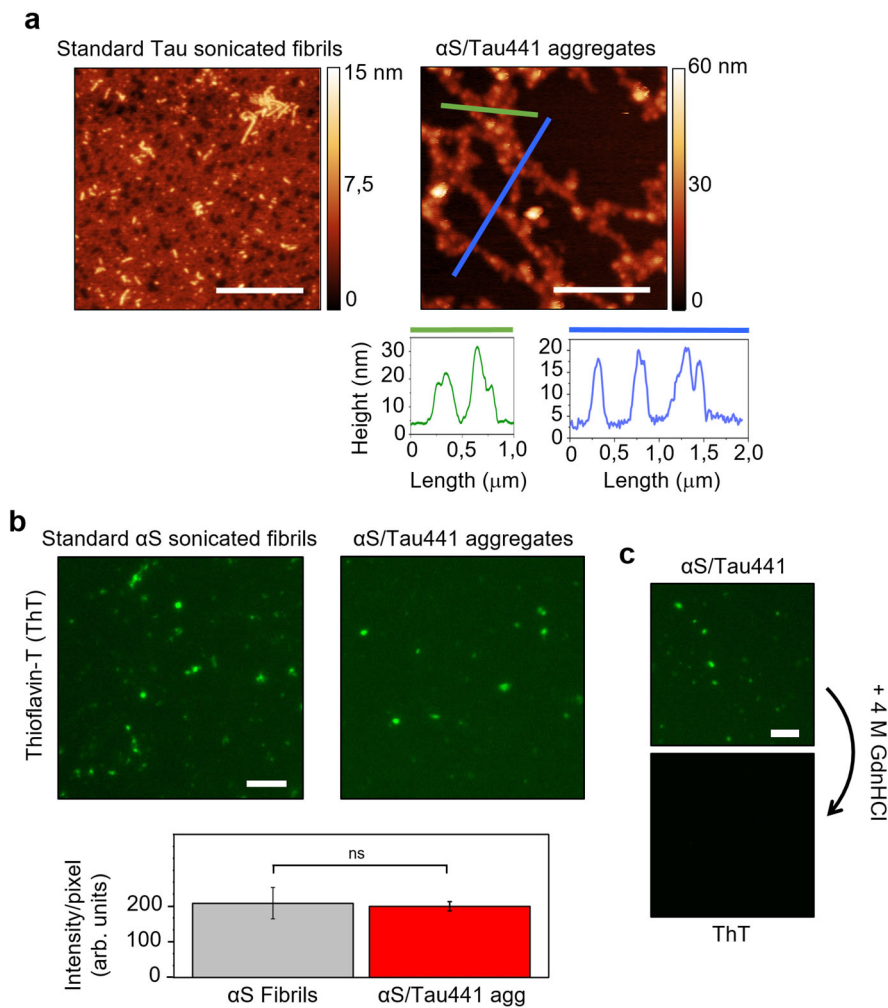 a
Standard Tau sonicated fibrils
αS/Tau441 aggregates
15 nm
7,5
0
60 nm
30
0
Height (nm)
30
20
10
0
0
0,5
1,0
Length (μm)
20
15
10
5
0
0
0,5
1,0
1,5
2,0
Length (μm)
b
Standard αS sonicated fibrils
αS/Tau441 aggregates
Thioflavin-T (ThT)
Intensity/pixel
(arb. units)
200
100
0
ns
αS Fibrils
αS/Tau441 agg
c
αS/Tau441
+ 4 M GdnHCl
ThT